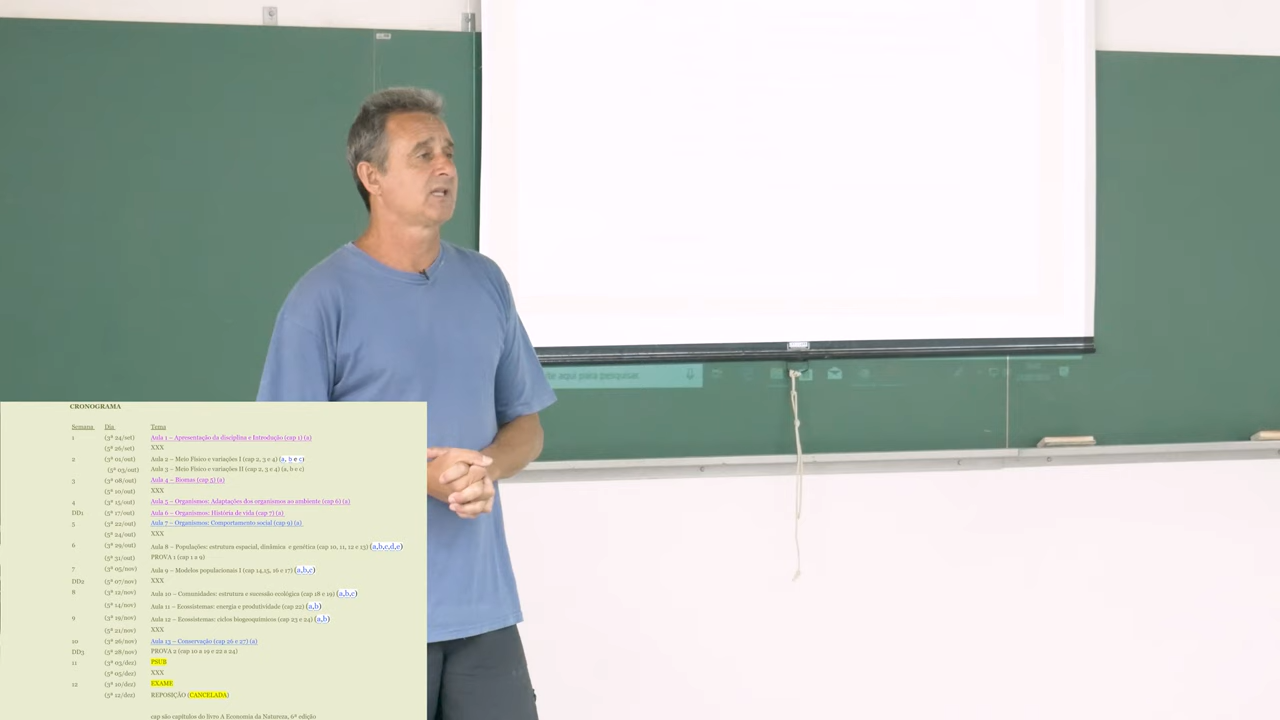 de aqui para pesquisar
CRONOGRAMA
Semana Dia Tema
1 (3ª 24/set) Aula 1 – Apresentação da disciplina e Introdução (cap 1) (a)
(5ª 26/set) XXX
2 (3ª 01/out) Aula 2 – Meio Físico e variações I (cap 2, 3 e 4) (a, b e c)
(5ª 03/out) Aula 3 – Meio Físico e variações II (cap 2, 3 e 4) (a, b e c)
3 (3ª 08/out) Aula 4 – Biomas (cap 5) (a)
(5ª 10/out) XXX
4 (3ª 15/out) Aula 5 – Organismos: Adaptações dos organismos ao ambiente (cap 6) (a)
DD1 (5ª 17/out) Aula 6 – Organismos: História de vida (cap 7) (a)
5 (3ª 22/out) Aula 7 – Organismos: Comportamento social (cap 9) (a)
(5ª 24/out) XXX
6 (3ª 29/out) Aula 8 – Populações: estrutura espacial, dinâmica e genética (cap 10, 11, 12 e 13) (a,b,c,d,e)
(5ª 31/out) PROVA 1 (cap 1 a 9)
7 (3ª 05/nov) Aula 9 – Modelos populacionais I (cap 14,15, 16 e 17) (a,b,c)
DD2 (5ª 07/nov) XXX
8 (3ª 12/nov) Aula 10 – Comunidades: estrutura e sucessão ecológica (cap 18 e 19) (a,b,c)
(5ª 14/nov) Aula 11 – Ecossistemas: energia e produtividade (cap 22) (a,b)
9 (3ª 19/nov) Aula 12 – Ecossistemas: ciclos biogeoquímicos (cap 23 e 24) (a,b)
(5ª 21/nov) XXX
10 (3ª 26/nov) Aula 13 – Conservação (cap 26 e 27) (a)
DD3 (5ª 28/nov) PROVA 2 (cap 10 a 19 e 22 a 24)
11 (3ª 03/dez) PSUB
(5ª 05/dez) XXX
12 (3ª 10/dez) EXAME
(5ª 12/dez) REPOSIÇÃO (CANCELADA)
cap são capítulos do livro A Economia da Natureza, 6ª edição